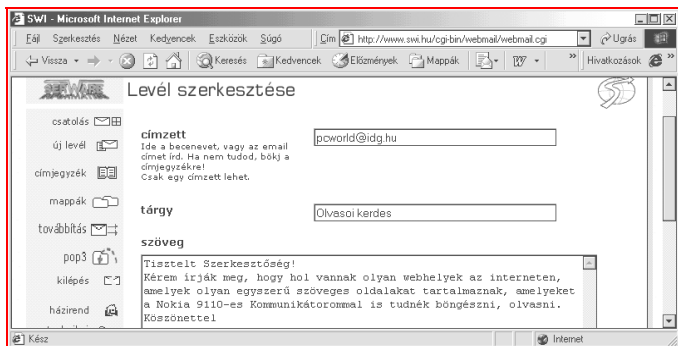 SWI - Microsoft Internet Explorer
Fájl Szerkesztés Nézet Kedvencek Eszközök Súgó Cím http://www.swi.hu/cgi-bin/webmail/webmail.cgi Ugrás
Vissza Keresés Kedvencek Előzmények Mappák Hivatkozások
Levél szerkesztése
csatolás
új levél
címjegyzék
mappák
továbbítás
pop3
kilépés
házirend
címzett
Ide a becenevet, vagy az email
címet írd. Ha nem tudod, bökj a
címjegyzékre!
Csak egy címzett lehet.
pcworld@idg.hu
tárgy
Olvasoi kerdes
szöveg
Tisztelt Szerkesztőség!
Kérem írják meg, hogy hol vannak olyan webhelyek az interneten,
amelyek olyan egyszerű szöveges oldalakat tartalmaznak, amelyeket
a Nokia 9110-es Kommunikátorommal is tudnék böngészni, olvasni.
Köszönettel
Kész Internet